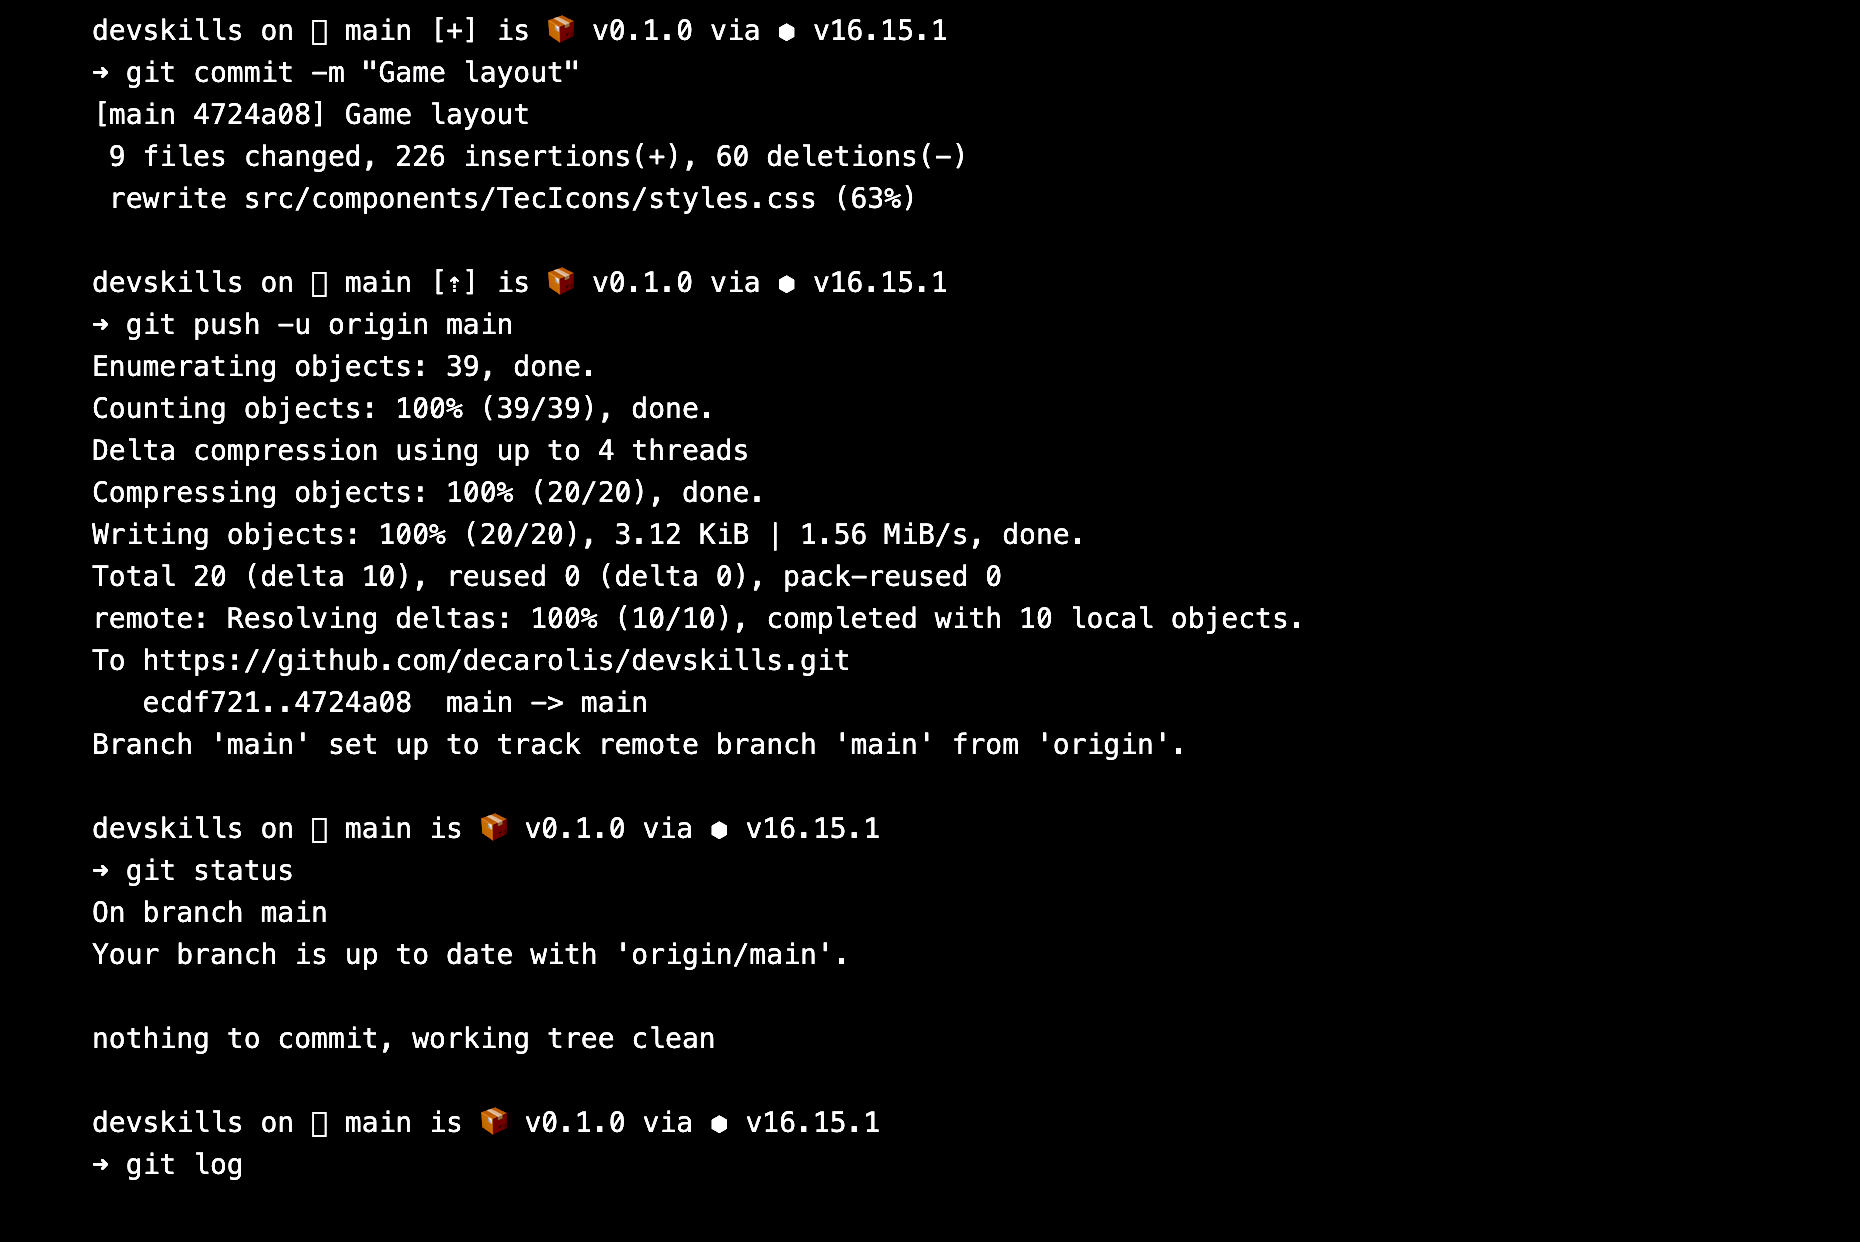 devskills on  main [+] is 📦 v0.1.0 via ⬢ v16.15.1
➜ git commit -m "Game layout"
[main 4724a08] Game layout
 9 files changed, 226 insertions(+), 60 deletions(-)
 rewrite src/components/TecIcons/styles.css (63%)
devskills on  main [⇡] is 📦 v0.1.0 via ⬢ v16.15.1
➜ git push -u origin main
Enumerating objects: 39, done.
Counting objects: 100% (39/39), done.
Delta compression using up to 4 threads
Compressing objects: 100% (20/20), done.
Writing objects: 100% (20/20), 3.12 KiB | 1.56 MiB/s, done.
Total 20 (delta 10), reused 0 (delta 0), pack-reused 0
remote: Resolving deltas: 100% (10/10), completed with 10 local objects.
To https://github.com/decarolis/devskills.git
   ecdf721..4724a08  main -> main
Branch 'main' set up to track remote branch 'main' from 'origin'.
devskills on  main is 📦 v0.1.0 via ⬢ v16.15.1
➜ git status
On branch main
Your branch is up to date with 'origin/main'.
nothing to commit, working tree clean
devskills on  main is 📦 v0.1.0 via ⬢ v16.15.1
➜ git log